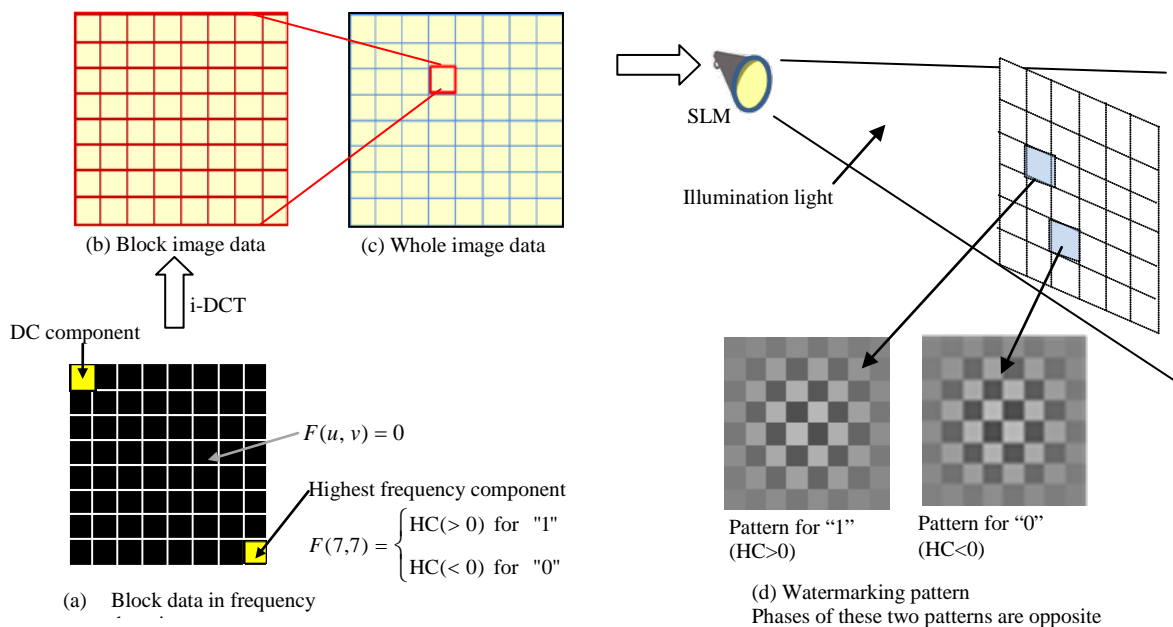 (b) Block image data
(c) Whole image data
i-DCT
DC component
F(u, v) = 0
Highest frequency component
F(7,7) = { HC(> 0) for "1"
HC(< 0) for "0"
(a) Block data in frequency
SLM
Illumination light
Pattern for “1”
(HC>0)
Pattern for “0”
(HC<0)
(d) Watermarking pattern
Phases of these two patterns are opposite